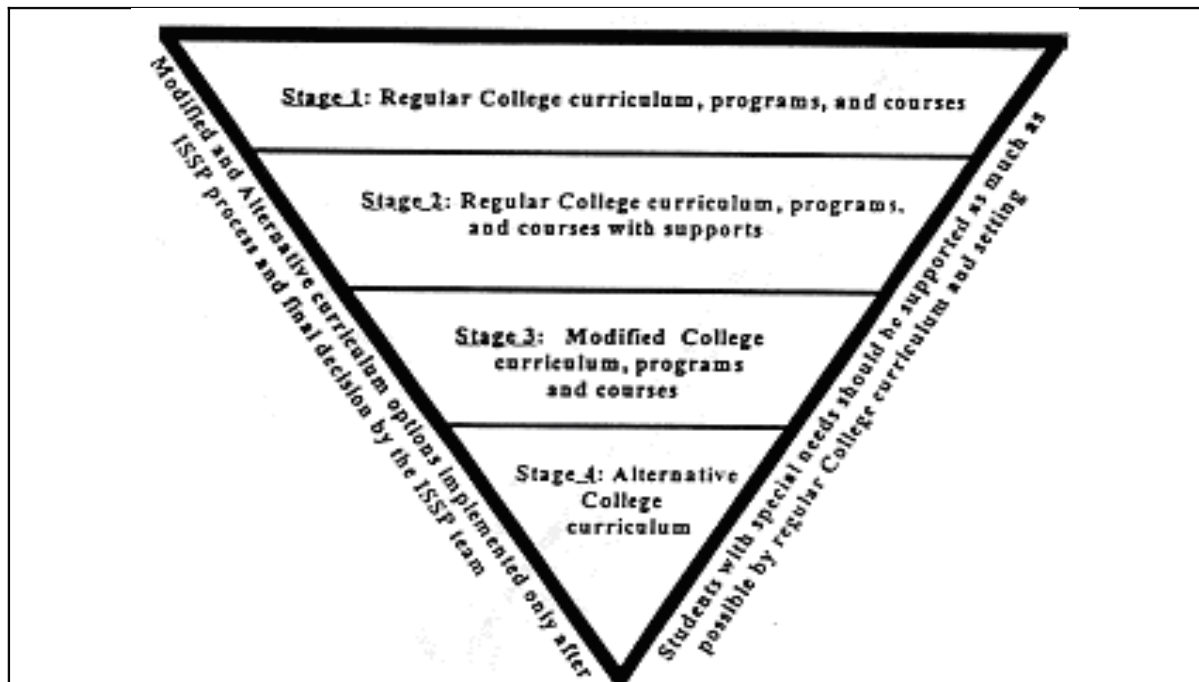 Stage 1: Regular College curriculum, programs, and courses
Stage 2: Regular College curriculum, programs,
and courses with supports
Stage 3: Modified College
curriculum, programs
and courses
Stage 4: Alternative
College
curriculum
Modified and Alternative curriculum options implemented only after
ISSP process and final decision by the ISSP team
Students with special needs should be supported as much as
possible by regular College curriculum and setting